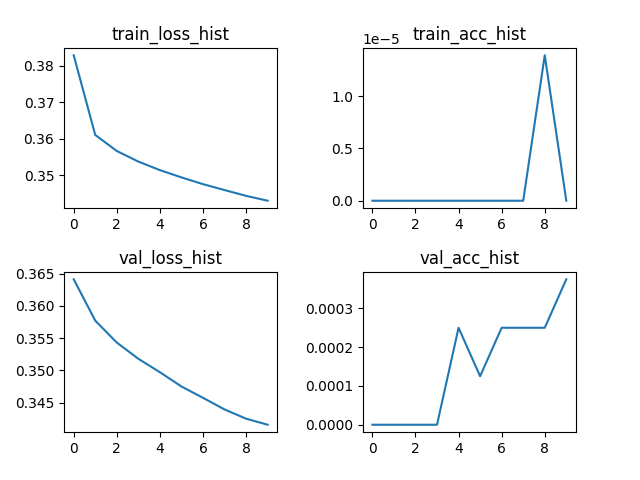 train_loss_hist
0.38
0.37
0.36
0.35
0 2 4 6 8
train_acc_hist
1e−5
1.0
0.5
0.0
0 2 4 6 8
val_loss_hist
0.365
0.360
0.355
0.350
0.345
0 2 4 6 8
val_acc_hist
0.0003
0.0002
0.0001
0.0000
0 2 4 6 8